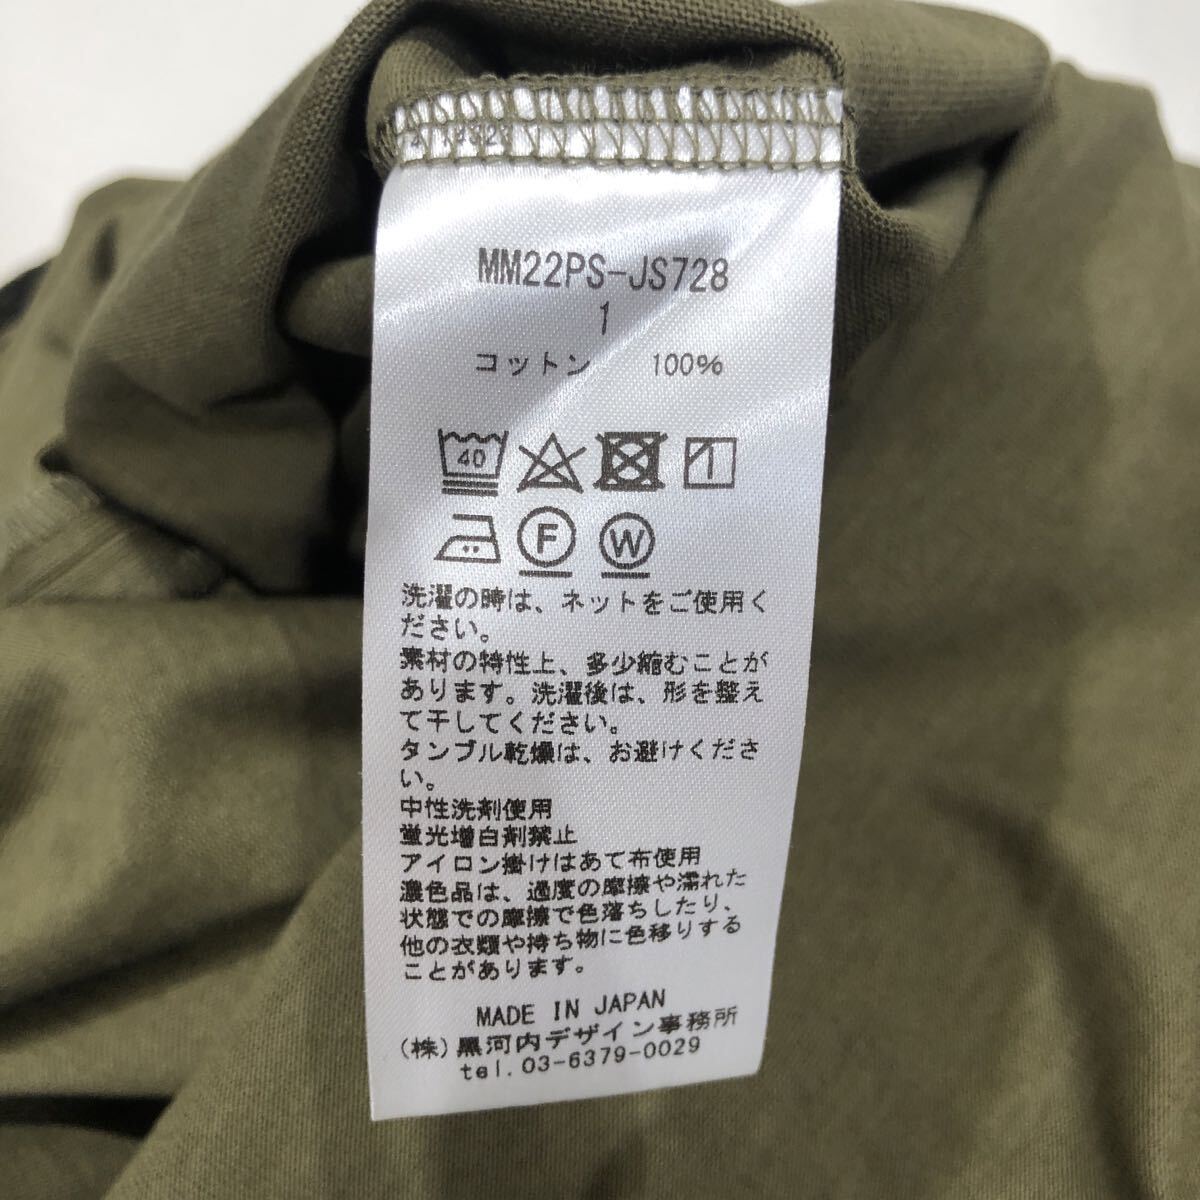 MM22PS-JS728
1
コットン 100%
40
1
F W
洗濯の時は、ネットをご使用く
ださい。
素材の特性上、多少縮むことが
あります。洗濯後は、形を整え
て干してください。
タンブル乾燥は、お避けくださ
い。
中性洗剤使用
蛍光増白剤禁止
アイロン掛けはあて布使用
濃色品は、過度の摩擦や濡れた
状態での摩擦で色落ちしたり、
他の衣類や持ち物に色移りする
ことがあります。
MADE IN JAPAN
(株)黒河内デザイン事務所
tel.03-6379-0029